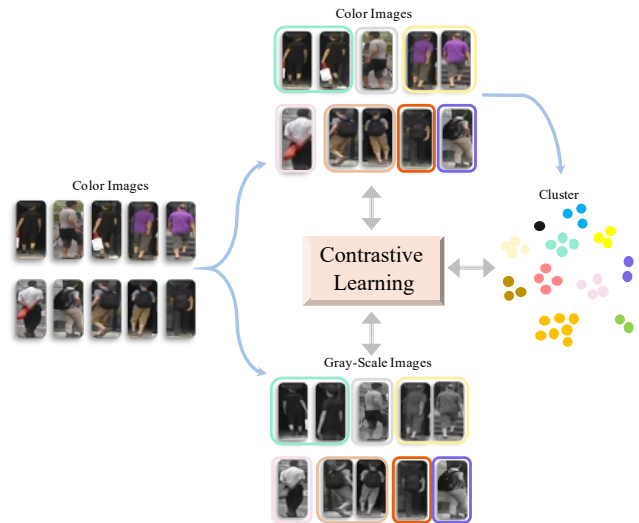 Color Images
Color Images
Cluster
Contrastive
Learning
Gray-Scale Images